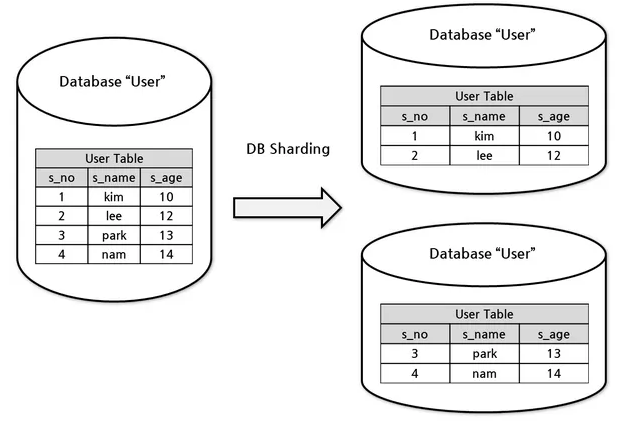 Database “User”
User Table
s_no s_name s_age
1 kim 10
2 lee 12
3 park 13
4 nam 14
DB Sharding
Database “User”
User Table
s_no s_name s_age
1 kim 10
2 lee 12
Database “User”
User Table
s_no s_name s_age
3 park 13
4 nam 14